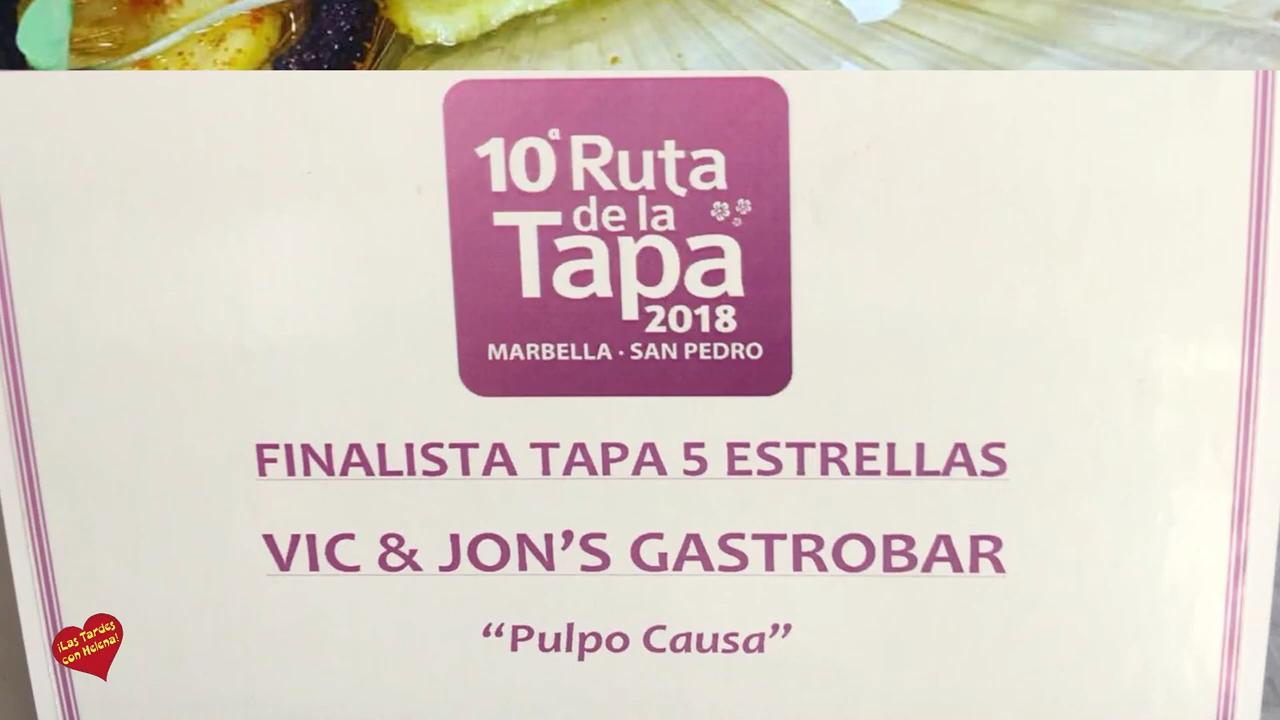 10ª Ruta
de la
Tapa
2018
MARBELLA · SAN PEDRO
FINALISTA TAPA 5 ESTRELLAS
VIC & JON’S GASTROBAR
“Pulpo Causa”
¡Las Tardes
con Helena!